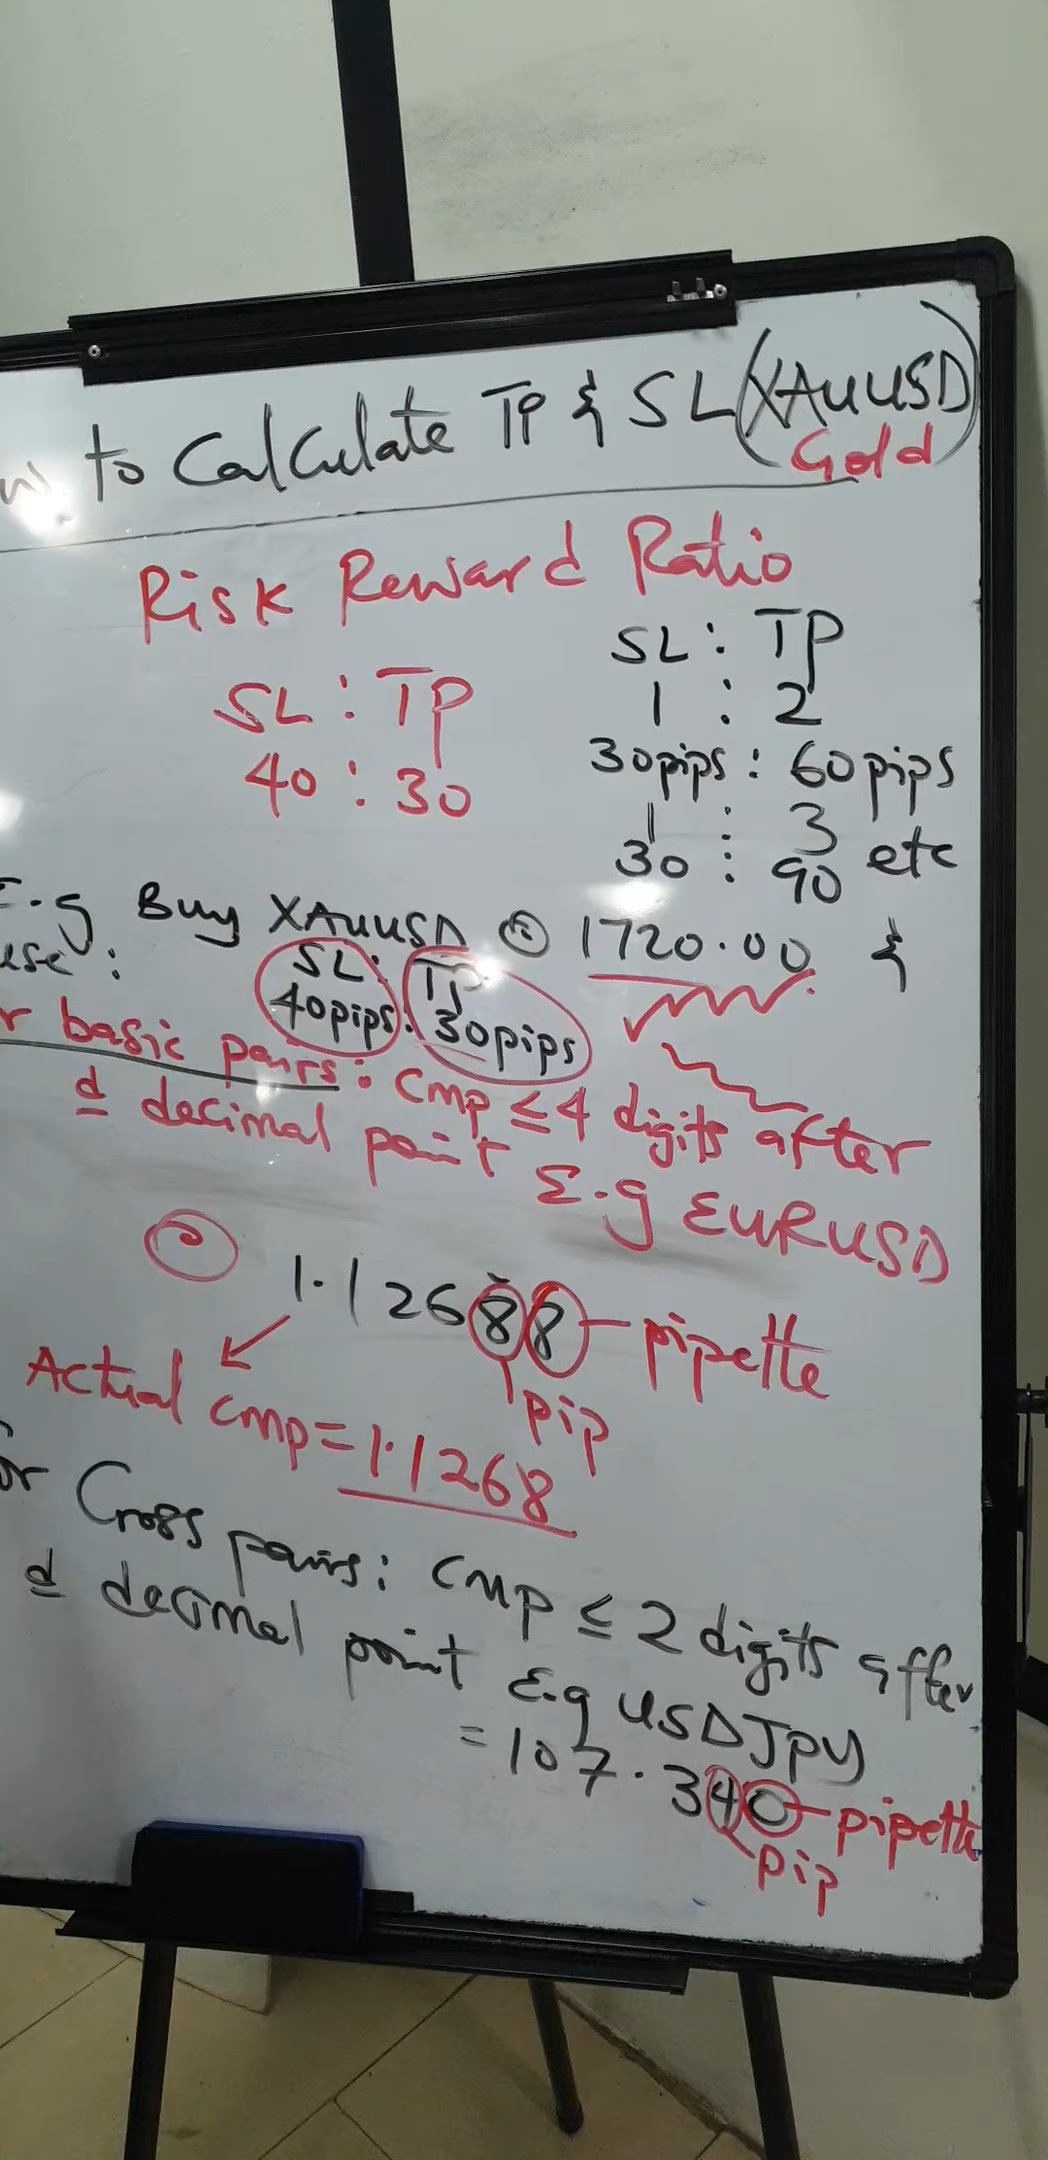 to Calculate TP & SL (XAUUSD)
Gold
Risk Reward Ratio
SL : TP
40 : 30
SL : TP
1 : 2
30pips : 60pips
1 : 3
30 : 90 etc
E.g Buy XAUUSD @ 1720.00 &
use: SL: TP
40pips: 30pips
basic pairs: Cmp ≤ 4 digits after
d decimal point E.g EURUSD
1.12688 - pipette
pip
Actual cmp = 1.1268
For Cross pairs: Cmp ≤ 2 digits after
d decimal point E.g USDJPY
= 107.340 - pipette
pip